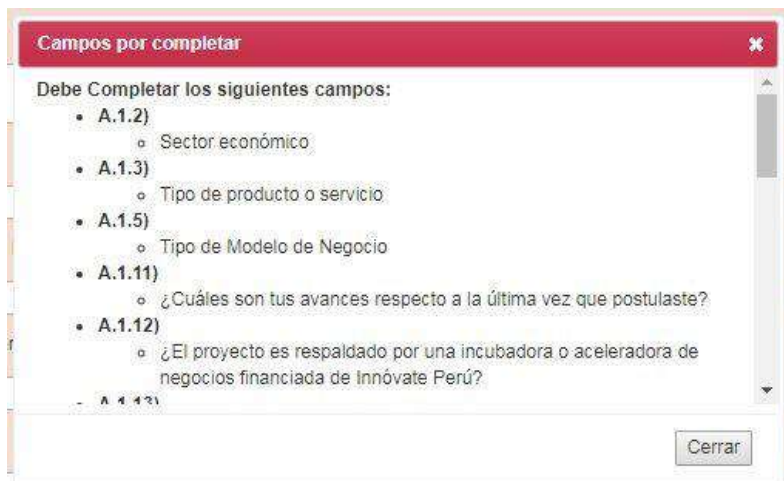 Campos por completar
Debe Completar los siguientes campos:
A.1.2)
Sector económico
A.1.3)
Tipo de producto o servicio
A.1.5)
Tipo de Modelo de Negocio
A.1.11)
¿Cuáles son tus avances respecto a la última vez que postulaste?
A.1.12)
¿El proyecto es respaldado por una incubadora o aceleradora de
negocios financiada de Innóvate Perú?
A.1.13)
Cerrar